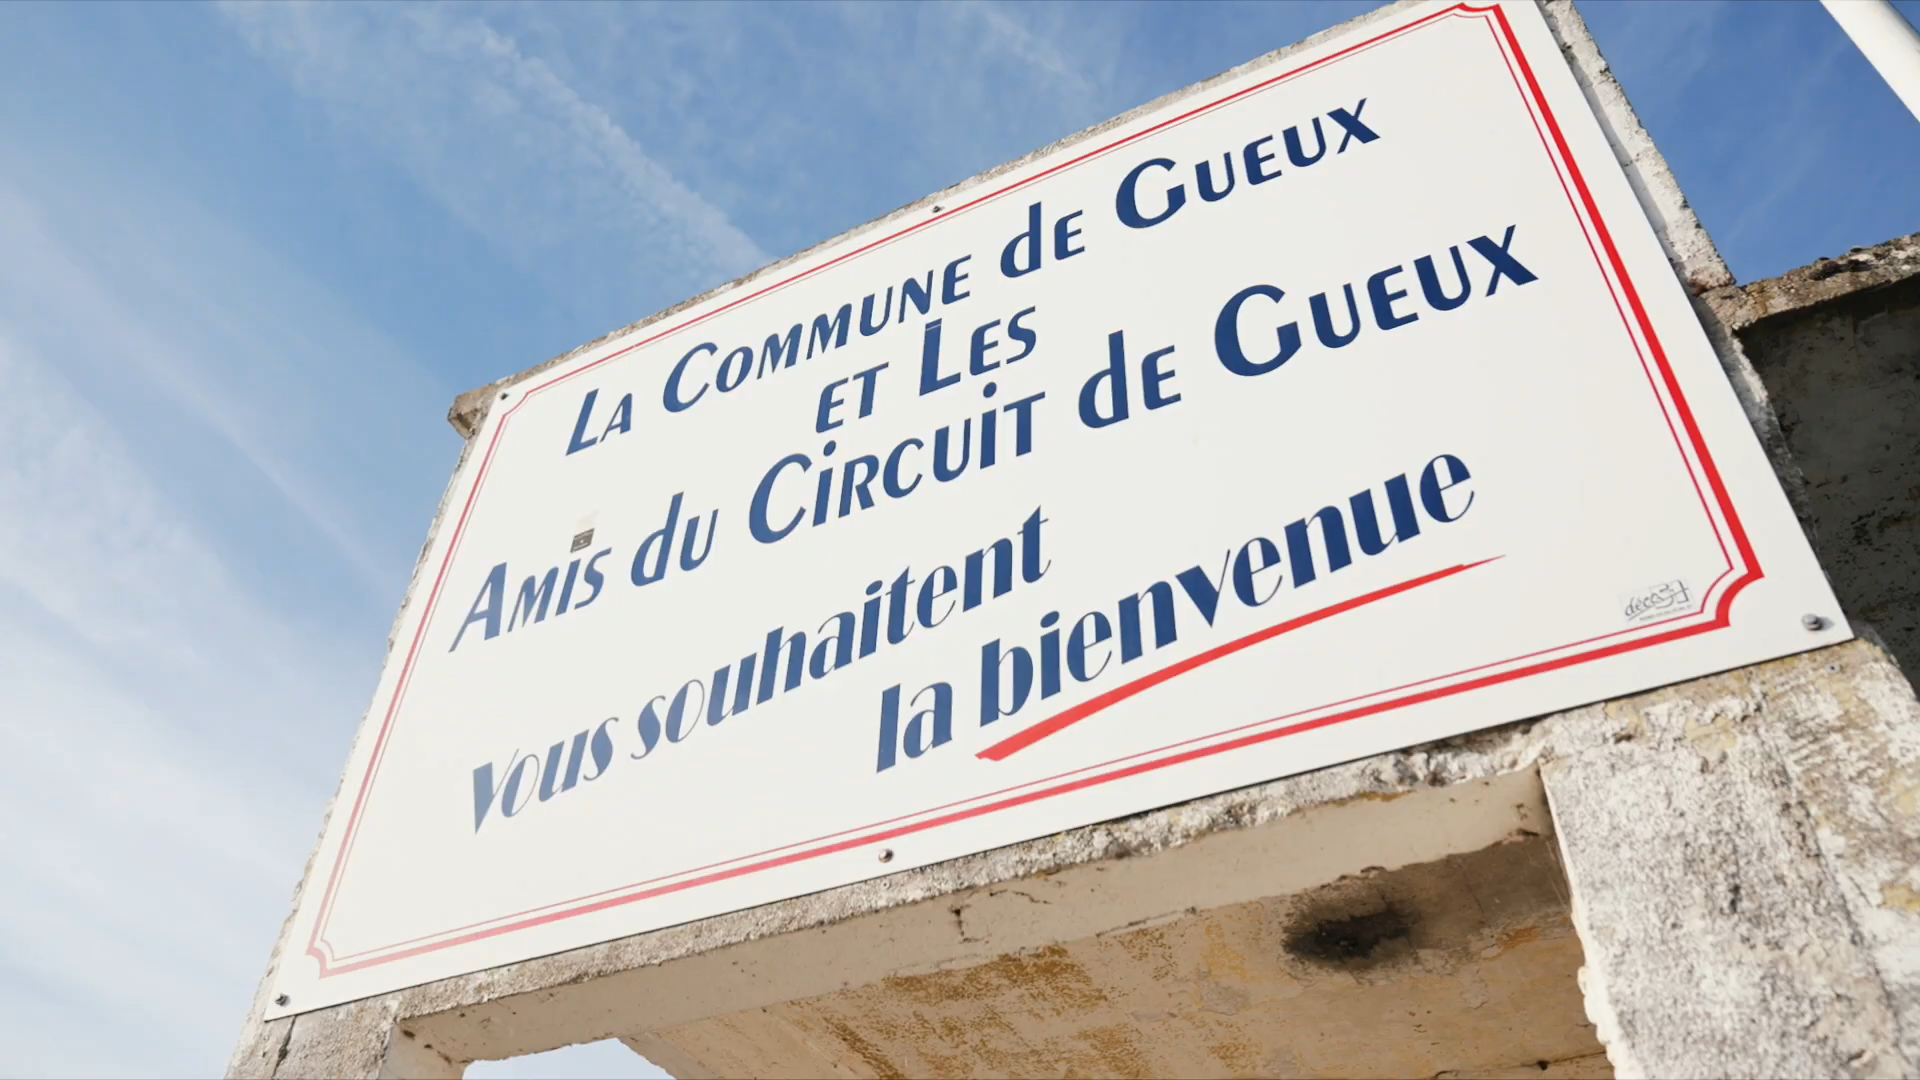 La Commune de Gueux
et Les
Amis du Circuit de Gueux
Vous souhaitent
la bienvenue